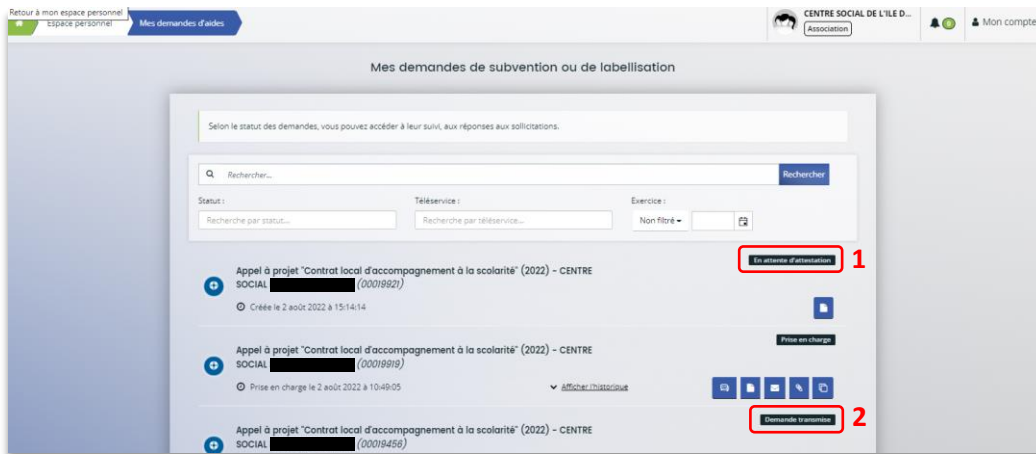 Retour à mon espace personnel
Espace personnel
Mes demandes d'aides
CENTRE SOCIAL DE L'ILE D...
Association
0
Mon compte
Mes demandes de subvention ou de labellisation
Selon le statut des demandes, vous pouvez accéder à leur suivi, aux réponses aux sollicitations.
Rechercher...
Rechercher
Statut :
Téléservice :
Exercice :
Recherche par statut...
Recherche par téléservice...
Non filtré
En attente d'attestation
1
Appel à projet "Contrat local d'accompagnement à la scolarité" (2022) - CENTRE
SOCIAL (00019921)
Créée le 2 août 2022 à 15:14:14
Prise en charge
Appel à projet "Contrat local d'accompagnement à la scolarité" (2022) - CENTRE
SOCIAL (00019919)
Prise en charge le 2 août 2022 à 10:49:05
Afficher l'historique
Demande transmise
2
Appel à projet "Contrat local d'accompagnement à la scolarité" (2022) - CENTRE
SOCIAL (00019456)